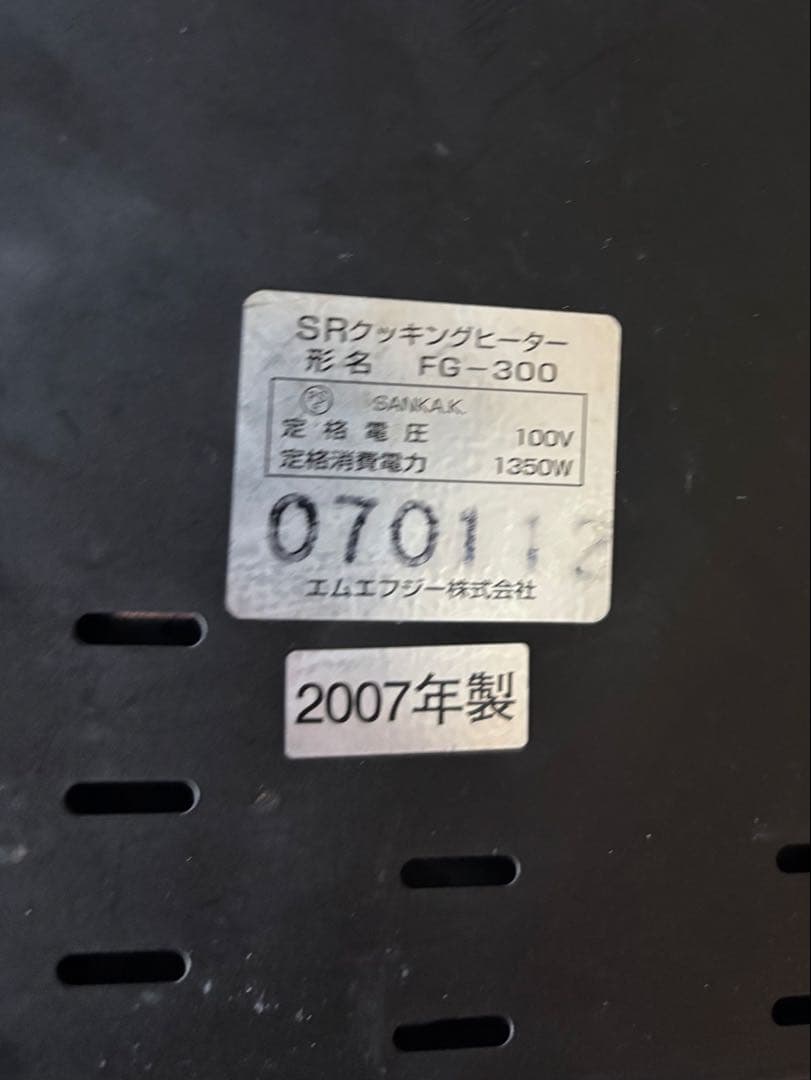 SRクッキングヒーター
形名 FG-300
PSE SANKA.K.
定格電圧 100V
定格消費電力 1350W
070112
エムエフジー株式会社
2007年製